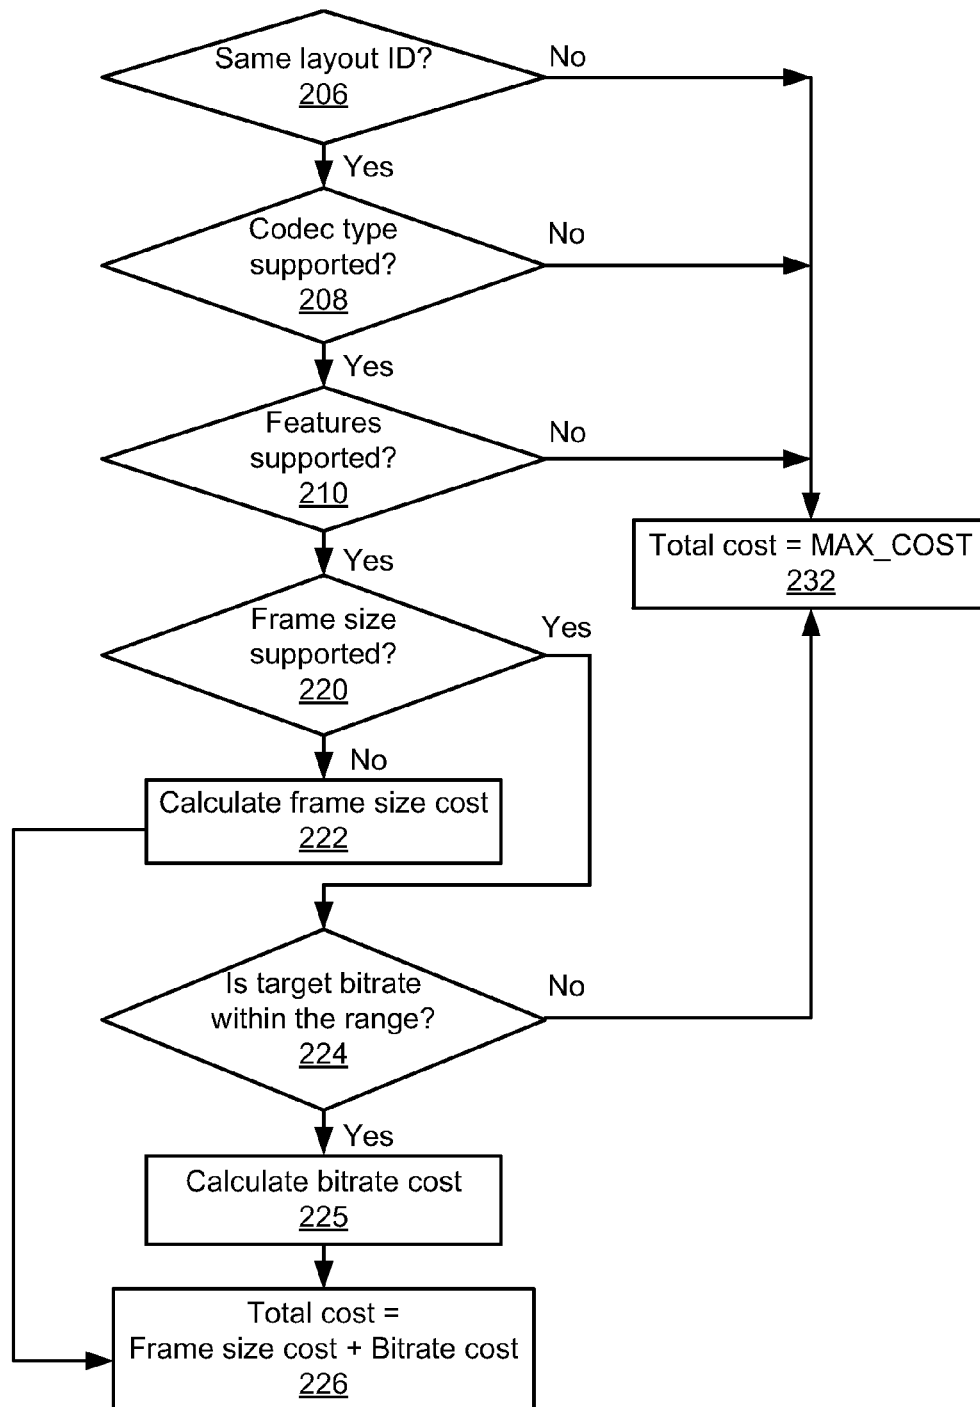 Same layout ID?
206
No
Yes
Codec type
supported?
208
No
Yes
Features
supported?
210
No
Yes
Total cost = MAX_COST
232
Frame size
supported?
220
Yes
No
Calculate frame size cost
222
Is target bitrate
within the range?
224
No
Yes
Calculate bitrate cost
225
Total cost =
Frame size cost + Bitrate cost
226